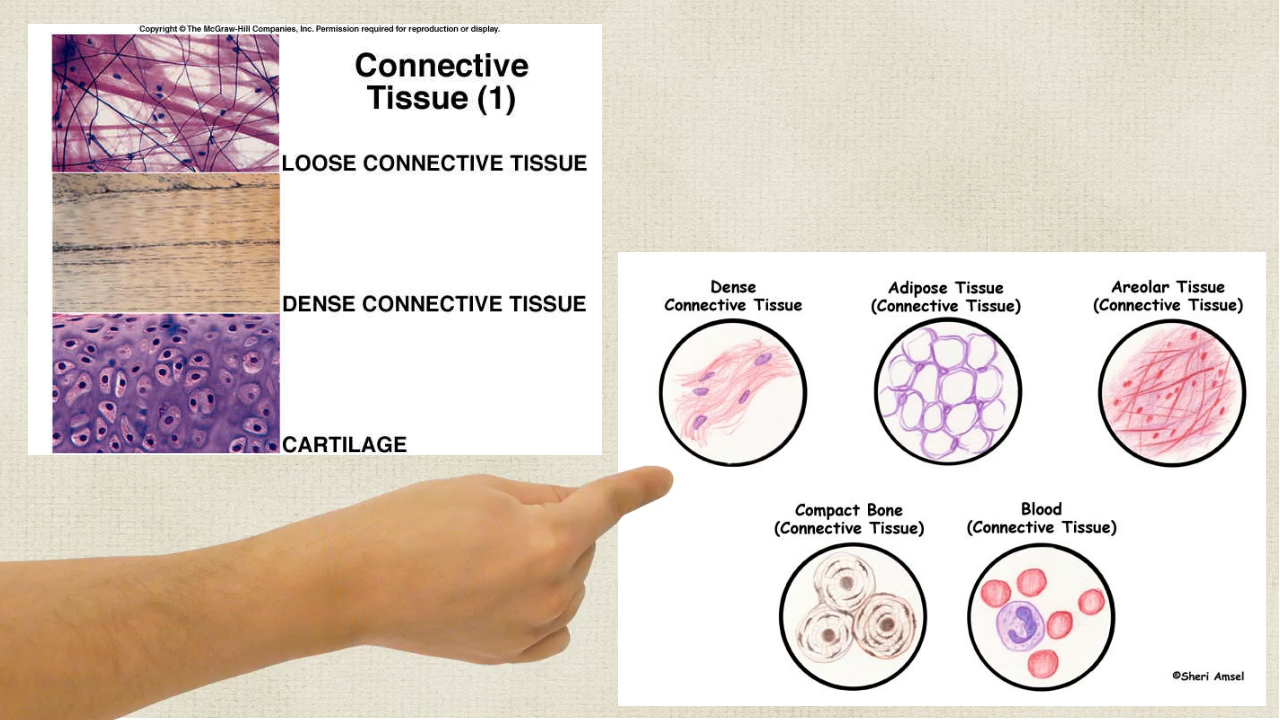 Copyright © The McGraw-Hill Companies, Inc. Permission required for reproduction or display.
Connective
Tissue (1)
LOOSE CONNECTIVE TISSUE
DENSE CONNECTIVE TISSUE
CARTILAGE
Dense
Connective Tissue
Adipose Tissue
(Connective Tissue)
Areolar Tissue
(Connective Tissue)
Compact Bone
(Connective Tissue)
Blood
(Connective Tissue)
©Sheri Amsel